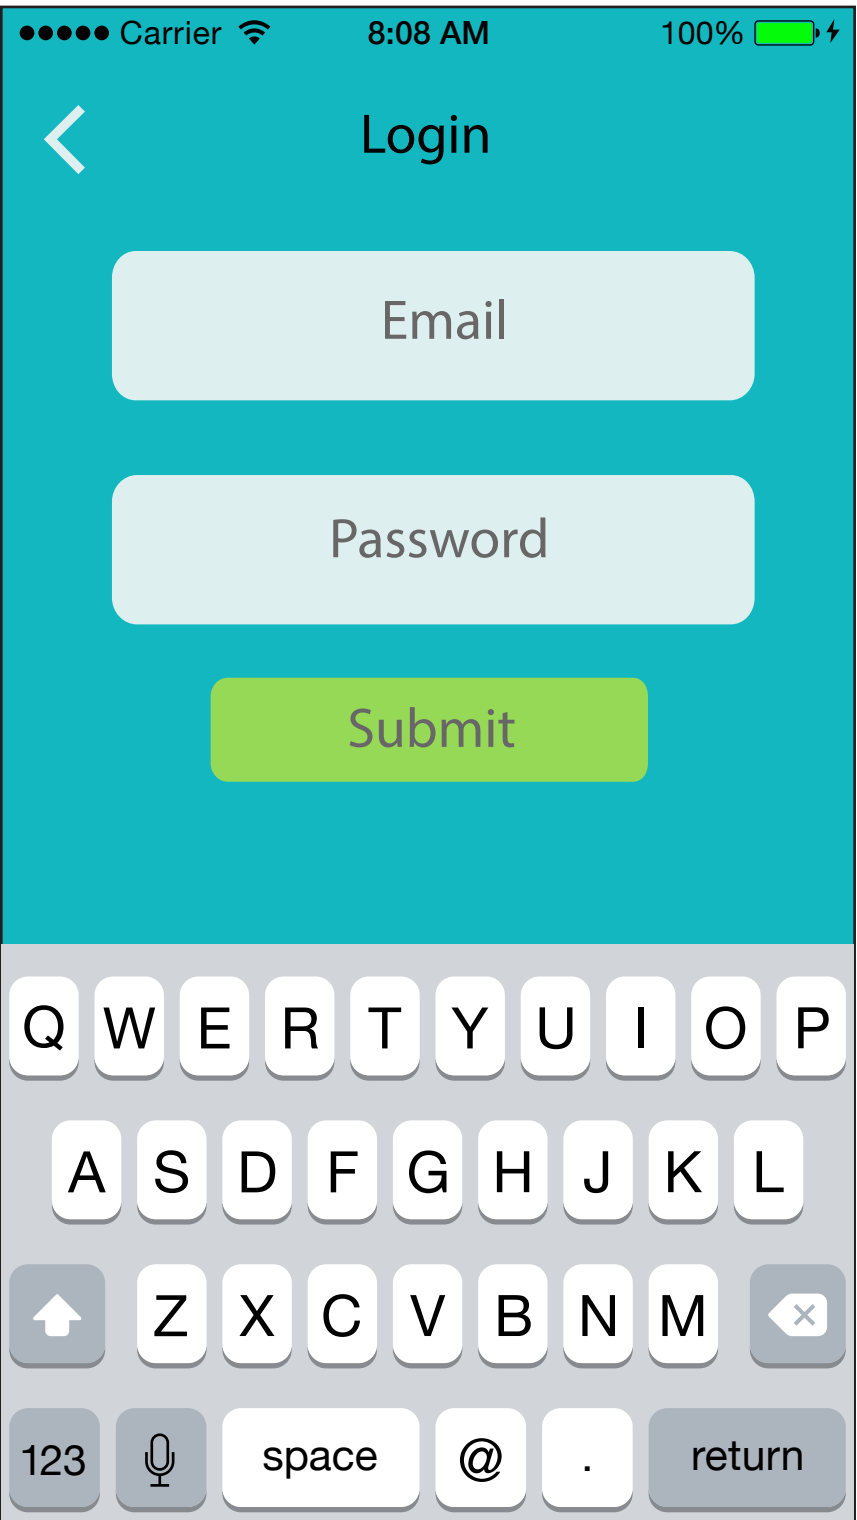 Carrier 8:08 AM 100%
Login
Email
Password
Submit
Q W E R T Y U I O P
A S D F G H J K L
Z X C V B N M
123 space @ . return